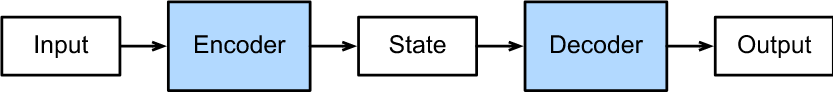 Input
Encoder
State
Decoder
Output